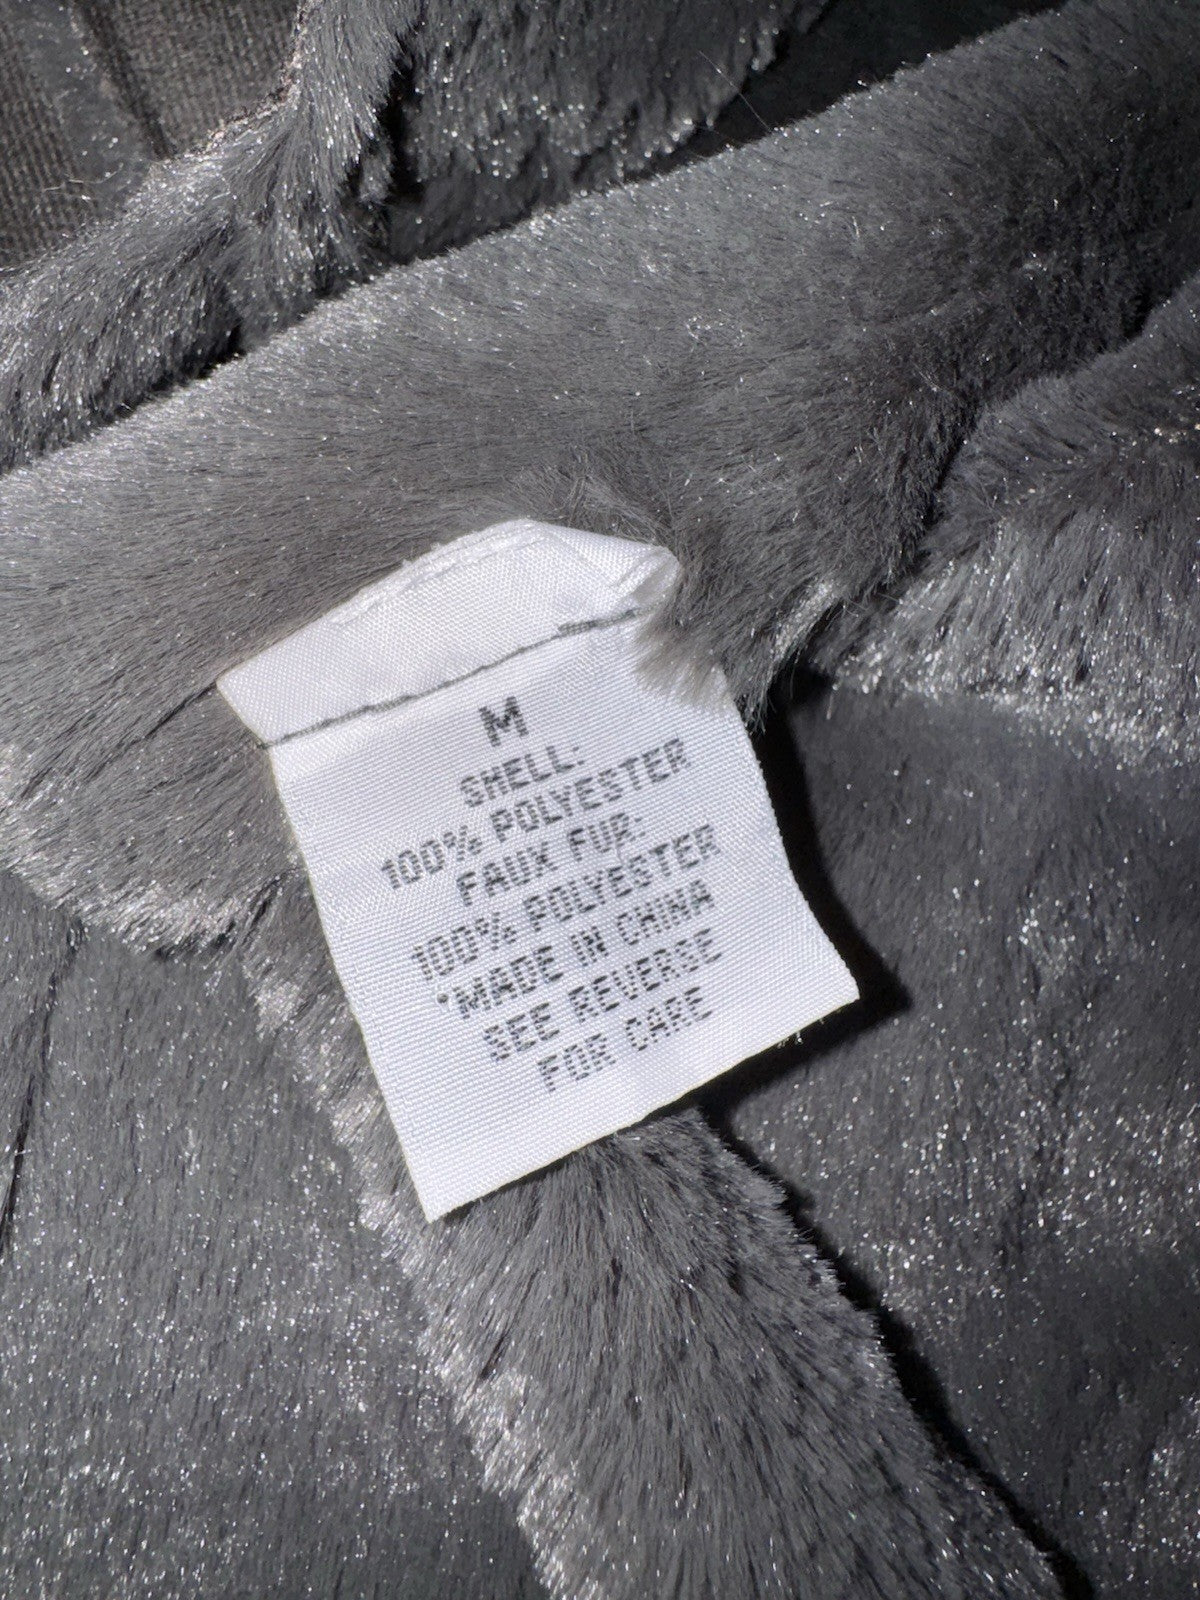 M
SHELL:
100% POLYESTER
FAUX FUR:
100% POLYESTER
*MADE IN CHINA
SEE REVERSE
FOR CARE